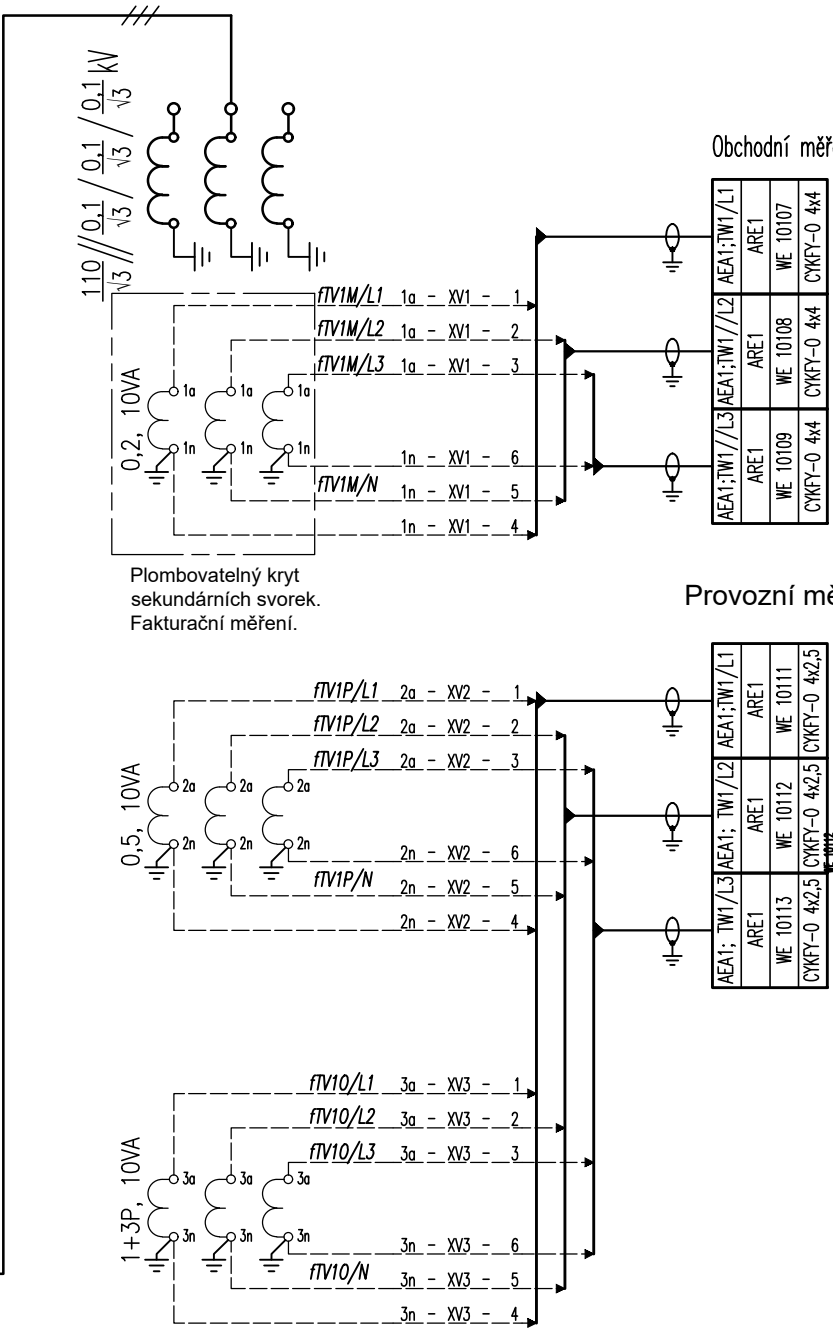 110/√3 // 0,1/√3 / 0,1/√3 / 0,1/√3 kV
Obchodní měř
AEA1;TW1/L1
ARE1
WE 10107
CYKFY-O 4x4
AEA1;TW1//L2
ARE1
WE 10108
CYKFY-O 4x4
AEA1;TW1//L3
ARE1
WE 10109
CYKFY-O 4x4
fTV1M/L1 1a - XV1 - 1
fTV1M/L2 1a - XV1 - 2
fTV1M/L3 1a - XV1 - 3
0,2, 10VA
1a 1a 1a
1n 1n 1n
1n - XV1 - 6
fTV1M/N 1n - XV1 - 5
1n - XV1 - 4
Plombovatelný kryt
sekundárních svorek.
Fakturační měření.
Provozní mě
AEA1;TW1/L1
ARE1
WE 10111
CYKFY-O 4x2,5
AEA1; TW1/L2
ARE1
WE 10112
CYKFY-O 4x2,5
WE 10112
AEA1; TW1/L3
ARE1
WE 10113
CYKFY-O 4x2,5
fTV1P/L1 2a - XV2 - 1
fTV1P/L2 2a - XV2 - 2
fTV1P/L3 2a - XV2 - 3
0,5, 10VA
2a 2a 2a
2n 2n 2n
2n - XV2 - 6
fTV1P/N 2n - XV2 - 5
2n - XV2 - 4
fTV10/L1 3a - XV3 - 1
fTV10/L2 3a - XV3 - 2
fTV10/L3 3a - XV3 - 3
1+3P, 10VA
3a 3a 3a
3n 3n 3n
3n - XV3 - 6
fTV10/N 3n - XV3 - 5
3n - XV3 - 4